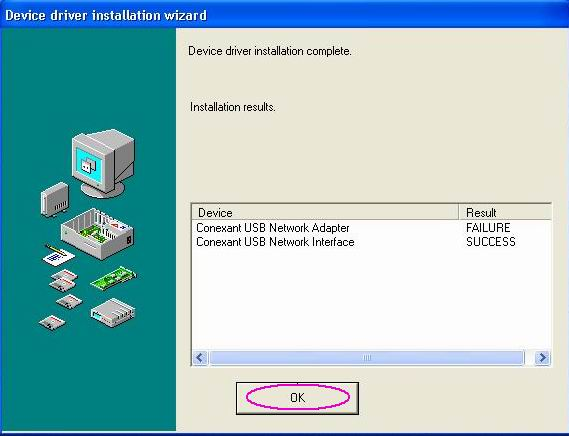 Device driver installation wizard
Device driver installation complete.
Installation results.
Device Result
Conexant USB Network Adapter FAILURE
Conexant USB Network Interface SUCCESS
OK